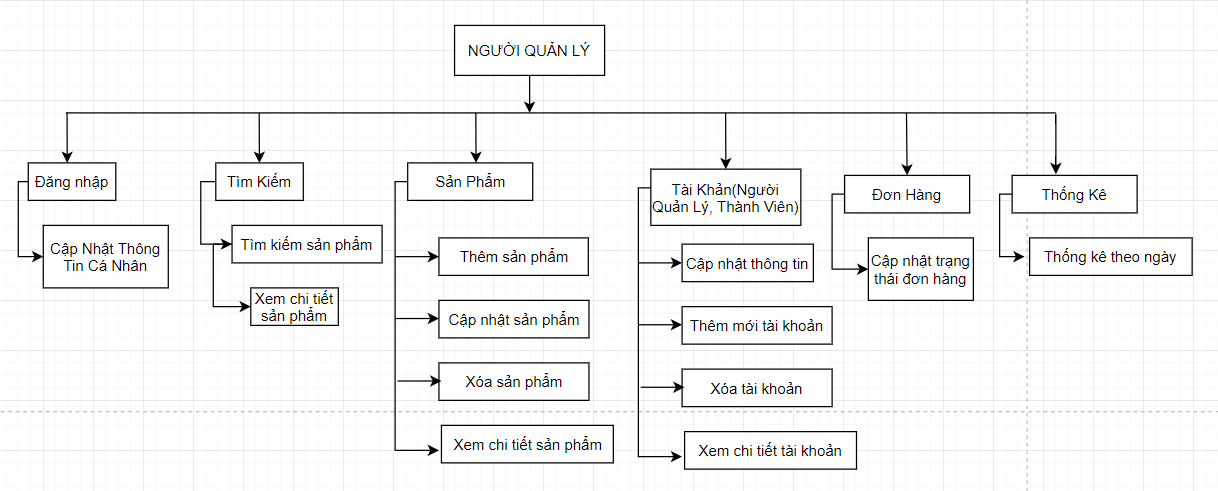 NGƯỜI QUẢN LÝ
Đăng nhập
Cập Nhật Thông
Tin Cá Nhân
Tìm Kiếm
Tìm kiếm sản phẩm
Xem chi tiết
sản phẩm
Sản Phẩm
Thêm sản phẩm
Cập nhật sản phẩm
Xóa sản phẩm
Xem chi tiết sản phẩm
Tài Khản(Người
Quản Lý, Thành Viên)
Cập nhật thông tin
Thêm mới tài khoản
Xóa tài khoản
Xem chi tiết tài khoản
Đơn Hàng
Cập nhật trạng
thái đơn hàng
Thống Kê
Thống kê theo ngày